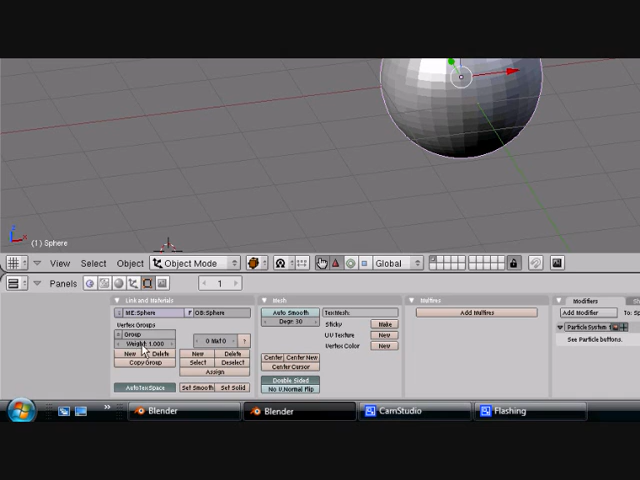 (1) Sphere
View Select Object Object Mode Global
Panels 1
Link and Materials Mesh Multires Modifiers
ME:Sphere F OB:Sphere Auto Smooth TexMesh: Add Multires Add Modifier To: Sp
Vertex Groups Degr: 30 Sticky Make
Group 0 Mat 0 ? UV Texture New Particle System 1
Weight: 1.000 Vertex Color New See Particle buttons.
New Delete New Delete Center Center New
Copy Group Select Deselect Center Cursor
Assign
AutoTexSpace Set Smooth Set Solid Double Sided
No V.Normal Flip
Blender Blender CamStudio Flashing